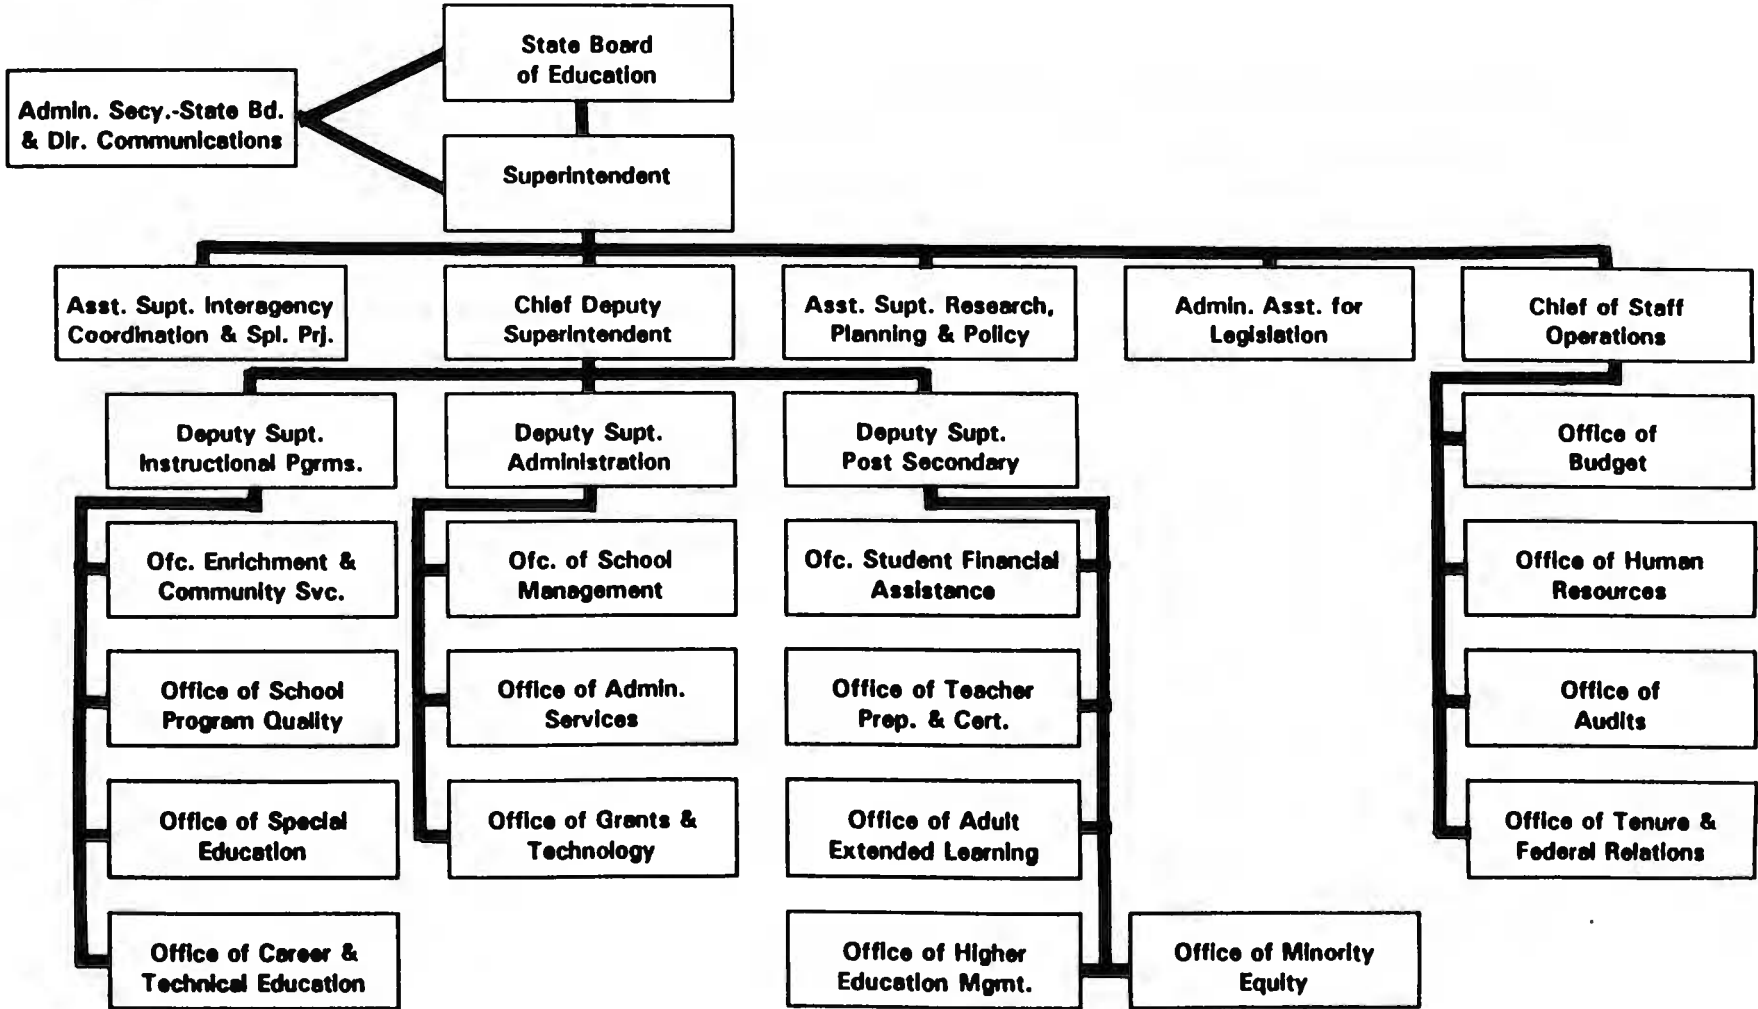 State Board
of Education
Admin. Secy.-State Bd.
& Dir. Communications
Superintendent
Asst. Supt. Interagency
Coordination & Spl. Prj.
Chief Deputy
Superintendent
Asst. Supt. Research,
Planning & Policy
Admin. Asst. for
Legislation
Chief of Staff
Operations
Deputy Supt.
Instructional Pgrms.
Deputy Supt.
Administration
Deputy Supt.
Post Secondary
Office of
Budget
Ofc. Enrichment &
Community Svc.
Ofc. of School
Management
Ofc. Student Financial
Assistance
Office of Human
Resources
Office of School
Program Quality
Office of Admin.
Services
Office of Teacher
Prep. & Cert.
Office of
Audits
Office of Special
Education
Office of Grants &
Technology
Office of Adult
Extended Learning
Office of Tenure &
Federal Relations
Office of Career &
Technical Education
Office of Higher
Education Mgmt.
Office of Minority
Equity